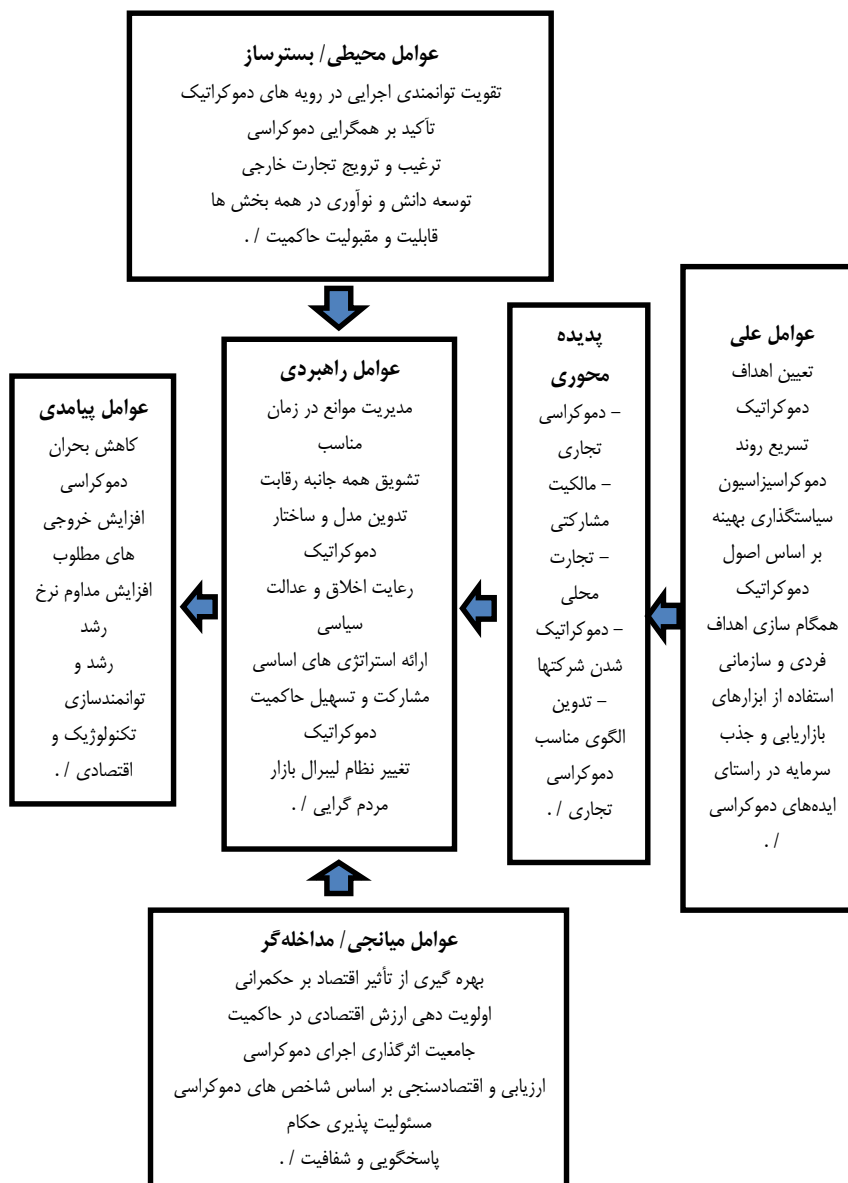 عوامل محیطی/ بسترساز
تقویت توانمندی اجرایی در رویه های دموکراتیک
تأکید بر همگرایی دموکراسی
ترغیب و ترویج تجارت خارجی
توسعه دانش و نوآوری در همه بخش ها
قابلیت و مقبولیت حاکمیت / .
عوامل علی
تعیین اهداف
دموکراتیک
تسریع روند
دموکراسیزاسیون
سیاستگذاری بهینه
بر اساس اصول
دموکراتیک
همگام سازی اهداف
فردی و سازمانی
استفاده از ابزارهای
بازاریابی و جذب
سرمایه در راستای
ایده‌های دموکراسی
/ .
پدیده
محوری
- دموکراسی
تجاری
- مالکیت
مشارکتی
- تجارت
محلی
- دموکراتیک
شدن شرکتها
- تدوین
الگوی مناسب
دموکراسی
تجاری / .
عوامل راهبردی
مدیریت موانع در زمان
مناسب
تشویق همه جانبه رقابت
تدوین مدل و ساختار
دموکراتیک
رعایت اخلاق و عدالت
سیاسی
ارائه استراتژی های اساسی
مشارکت و تسهیل حاکمیت
دموکراتیک
تغییر نظام لیبرال بازار
مردم گرایی / .
عوامل پیامدی
کاهش بحران
دموکراسی
افزایش خروجی
های مطلوب
افزایش مداوم نرخ
رشد
رشد و
توانمندسازی
تکنولوژیک و
اقتصادی / .
عوامل میانجی/ مداخله‌گر
بهره گیری از تأثیر اقتصاد بر حکمرانی
اولویت دهی ارزش اقتصادی در حاکمیت
جامعیت اثرگذاری اجرای دموکراسی
ارزیابی و اقتصادسنجی بر اساس شاخص های دموکراسی
مسئولیت پذیری حکام
پاسخگویی و شفافیت / .